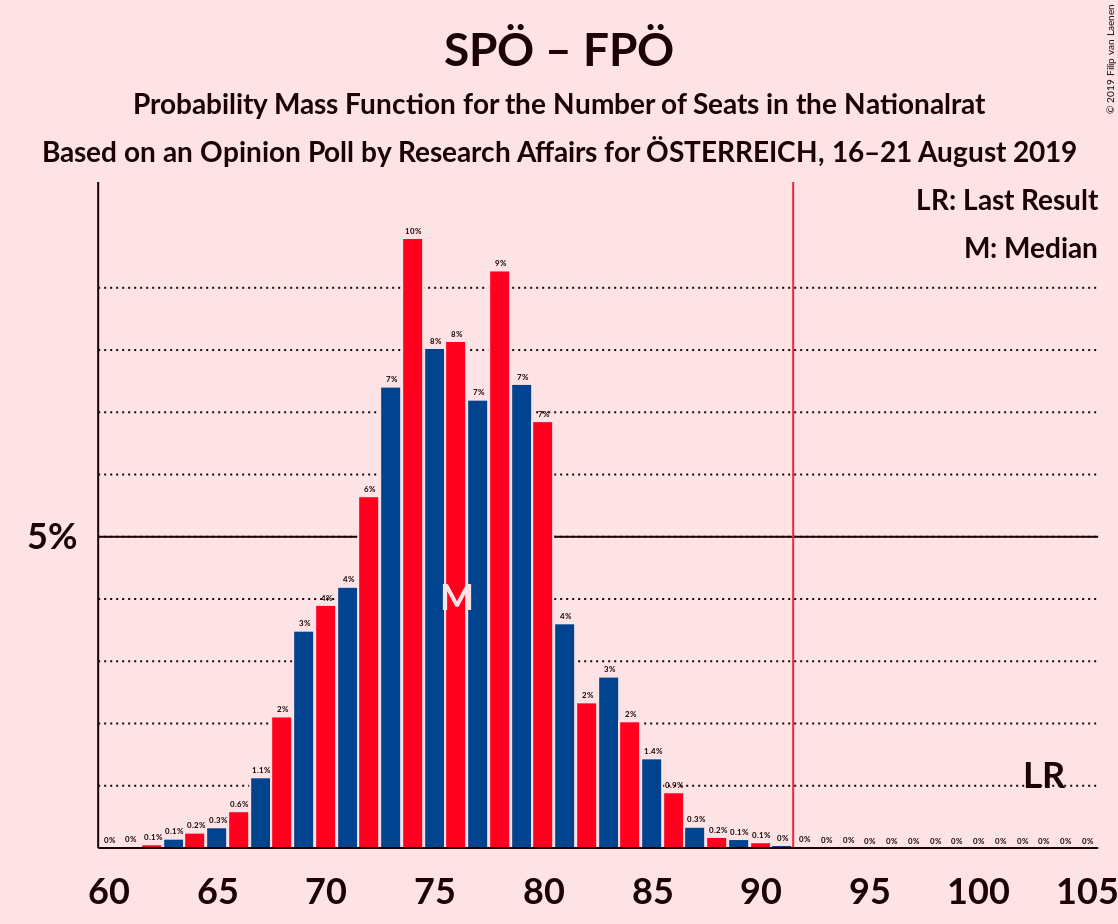 SPÖ – FPÖ
Probability Mass Function for the Number of Seats in the Nationalrat
Based on an Opinion Poll by Research Affairs for ÖSTERREICH, 16–21 August 2019
© 2019 Filip van Laenen
LR: Last Result
M: Median
5%
0% 0% 0.1% 0.1% 0.2% 0.3% 0.6% 1.1% 2% 3% 4% 4% 6% 7% 10% 8% 8% 7% 9% 7% 7% 4% 2% 3% 2% 1.4% 0.9% 0.3% 0.2% 0.1% 0.1% 0% 0% 0% 0% 0% 0% 0% 0% 0% 0% 0% 0% 0% 0% 0%
M
LR
60 65 70 75 80 85 90 95 100 105